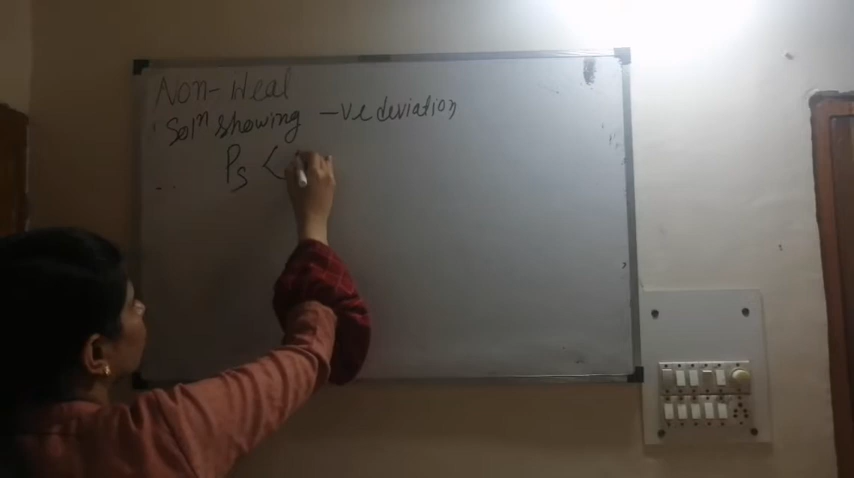 Non-Ideal
Solⁿ showing -ve deviation
Ps <